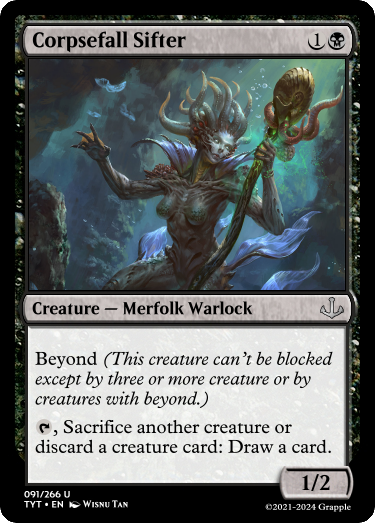 Corpsefall Sifter 1
Creature — Merfolk Warlock
Beyond (This creature can't be blocked
except by three or more creature or by
creatures with beyond.)
, Sacrifice another creature or
discard a creature card: Draw a card.
1/2
091/266 U
TYT • EN Wisnu Tan
©2021-2024 Grapple